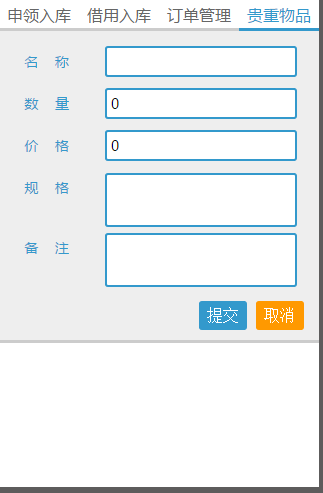 申领入库 借用入库 订单管理 贵重物品
名 称
数 量 0
价 格 0
规 格
备 注
提交 取消